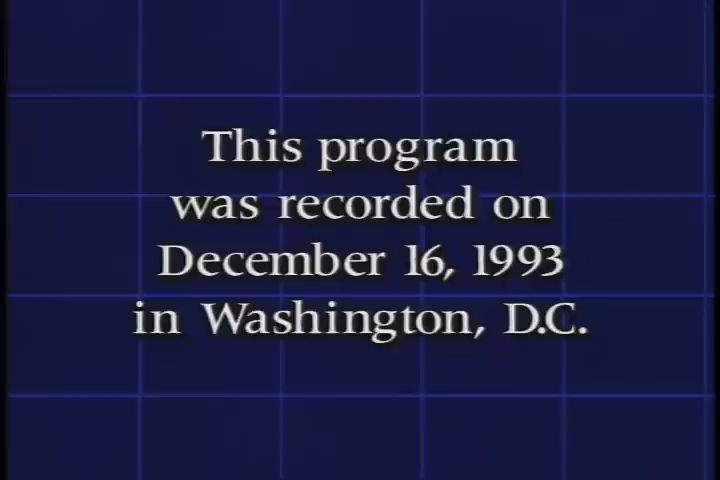 This program
was recorded on
December 16, 1993
in Washington, D.C.